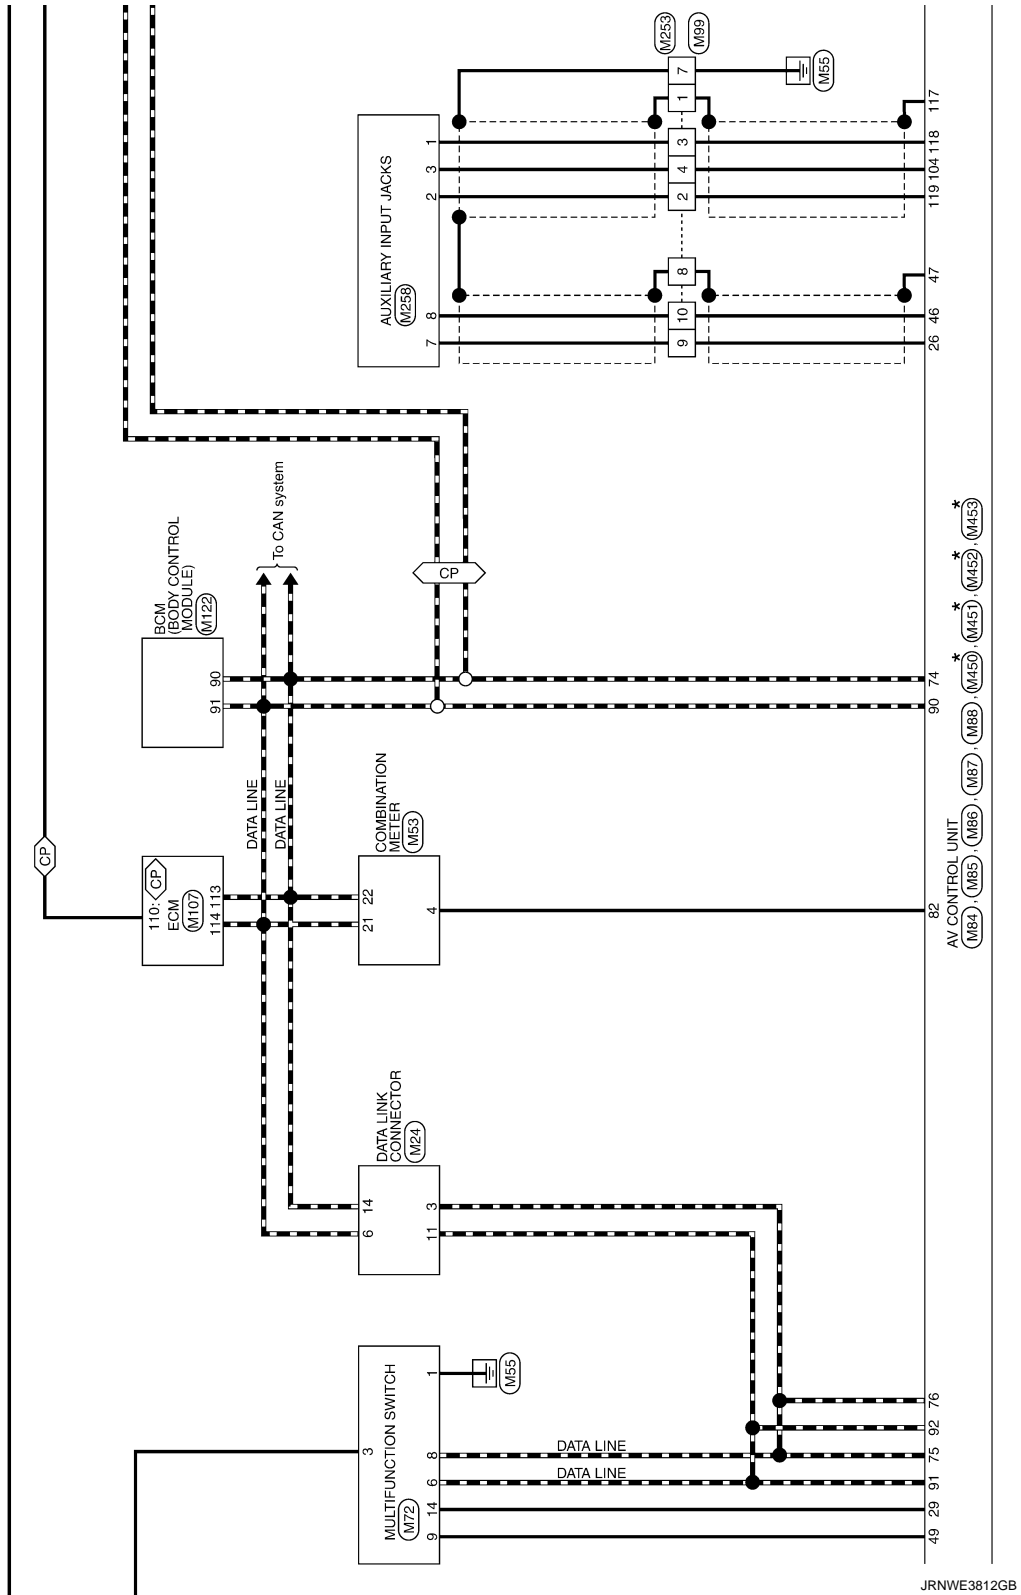 M253
M99
7
1
M55
117
1
3
118
3
4
104
2
2
119
AUXILIARY INPUT JACKS
M258
8
47
8
10
46
7
9
26
To CAN system
BCM
(BODY CONTROL
MODULE)
M122
CP
90
91
74
90
DATA LINE
DATA LINE
CP
110: CP
ECM
M107
114 113
COMBINATION
METER
M53
22
21
4
82
AV CONTROL UNIT
M84 , M85 , M86 , M87 , M88 , M450 * , M451 * , M452 * , M453 *
DATA LINK
CONNECTOR
M24
14
6
3
11
MULTIFUNCTION SWITCH
M72
3
1
M55
8
DATA LINE
6
DATA LINE
14
9
76
92
75
91
29
49
JRNWE3812GB